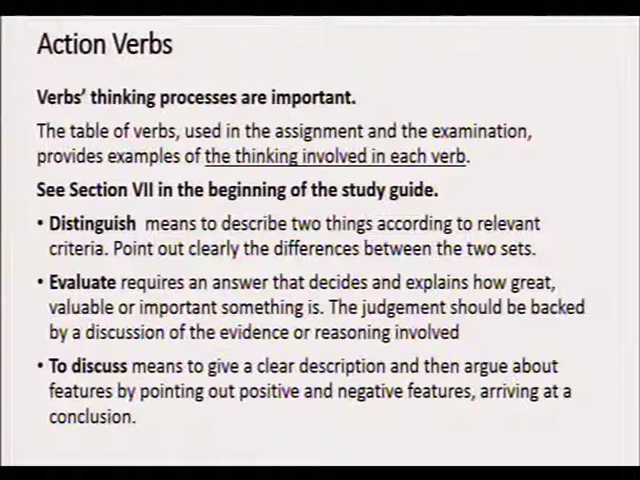 Action Verbs
Verbs' thinking processes are important.
The table of verbs, used in the assignment and the examination,
provides examples of the thinking involved in each verb.
See Section VII in the beginning of the study guide.
• Distinguish means to describe two things according to relevant
criteria. Point out clearly the differences between the two sets.
• Evaluate requires an answer that decides and explains how great,
valuable or important something is. The judgement should be backed
by a discussion of the evidence or reasoning involved
• To discuss means to give a clear description and then argue about
features by pointing out positive and negative features, arriving at a
conclusion.